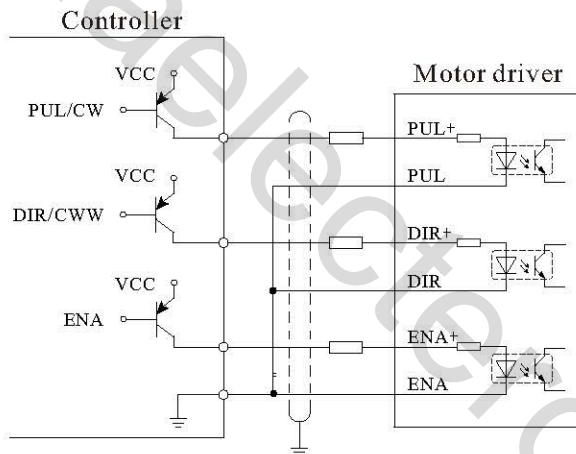 Controller
VCC
PUL/CW
VCC
DIR/CWW
VCC
ENA
Motor driver
PUL+
PUL
DIR+
DIR
ENA+
ENA